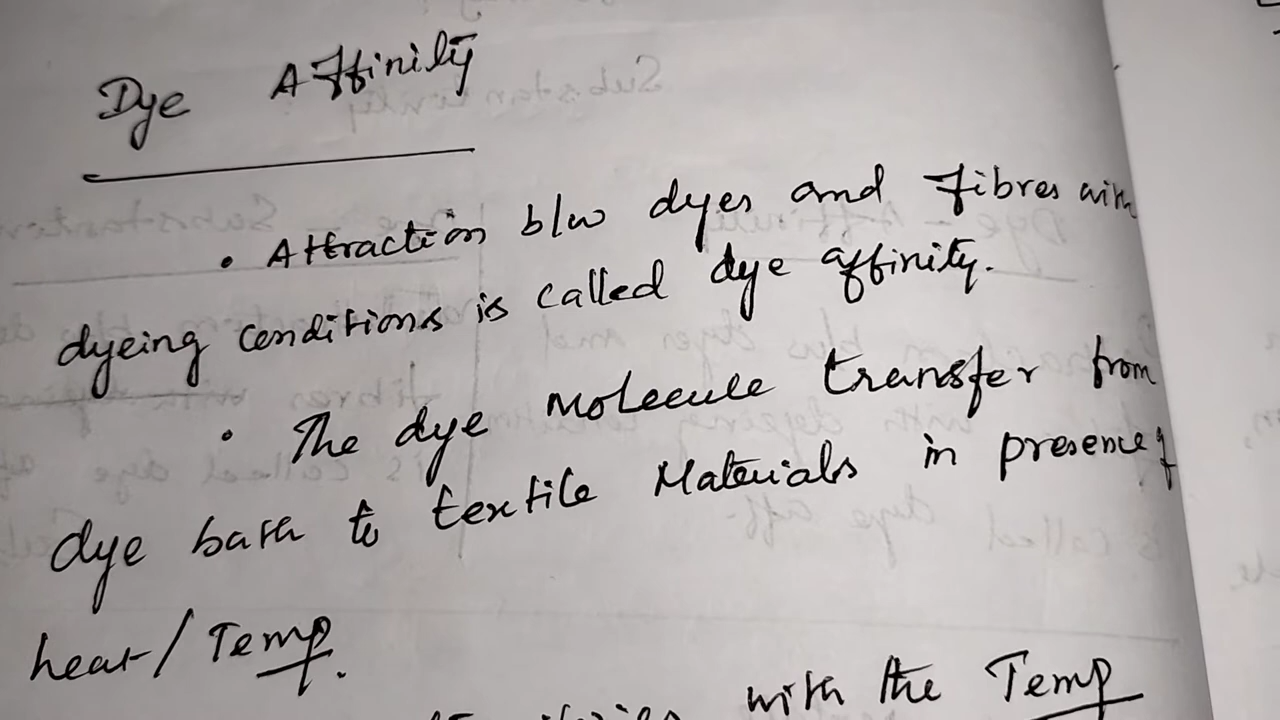 Dye Affinity
• Attraction b/w dyes and fibres with
dyeing conditions is called dye affinity.
• The dye molecule transfer from
dye bath to textile materials in presence of
heat/Temp.
with the Temp